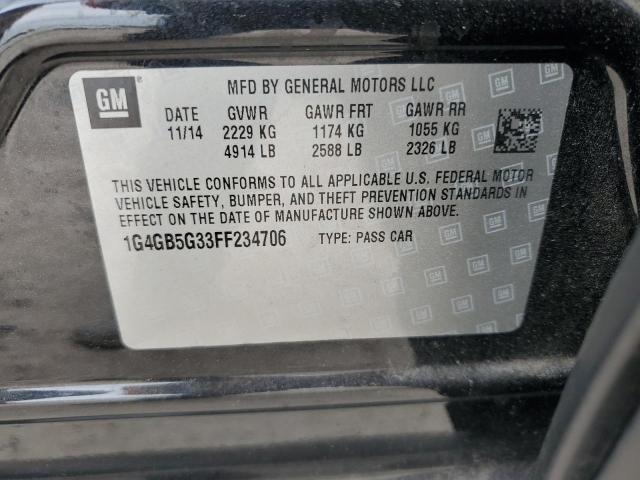 GM
MFD BY GENERAL MOTORS LLC
DATE GVWR GAWR FRT GAWR RR
11/14 2229 KG 1174 KG 1055 KG
4914 LB 2588 LB 2326 LB
THIS VEHICLE CONFORMS TO ALL APPLICABLE U.S. FEDERAL MOTOR
VEHICLE SAFETY, BUMPER, AND THEFT PREVENTION STANDARDS IN
EFFECT ON THE DATE OF MANUFACTURE SHOWN ABOVE.
1G4GB5G33FF234706 TYPE: PASS CAR